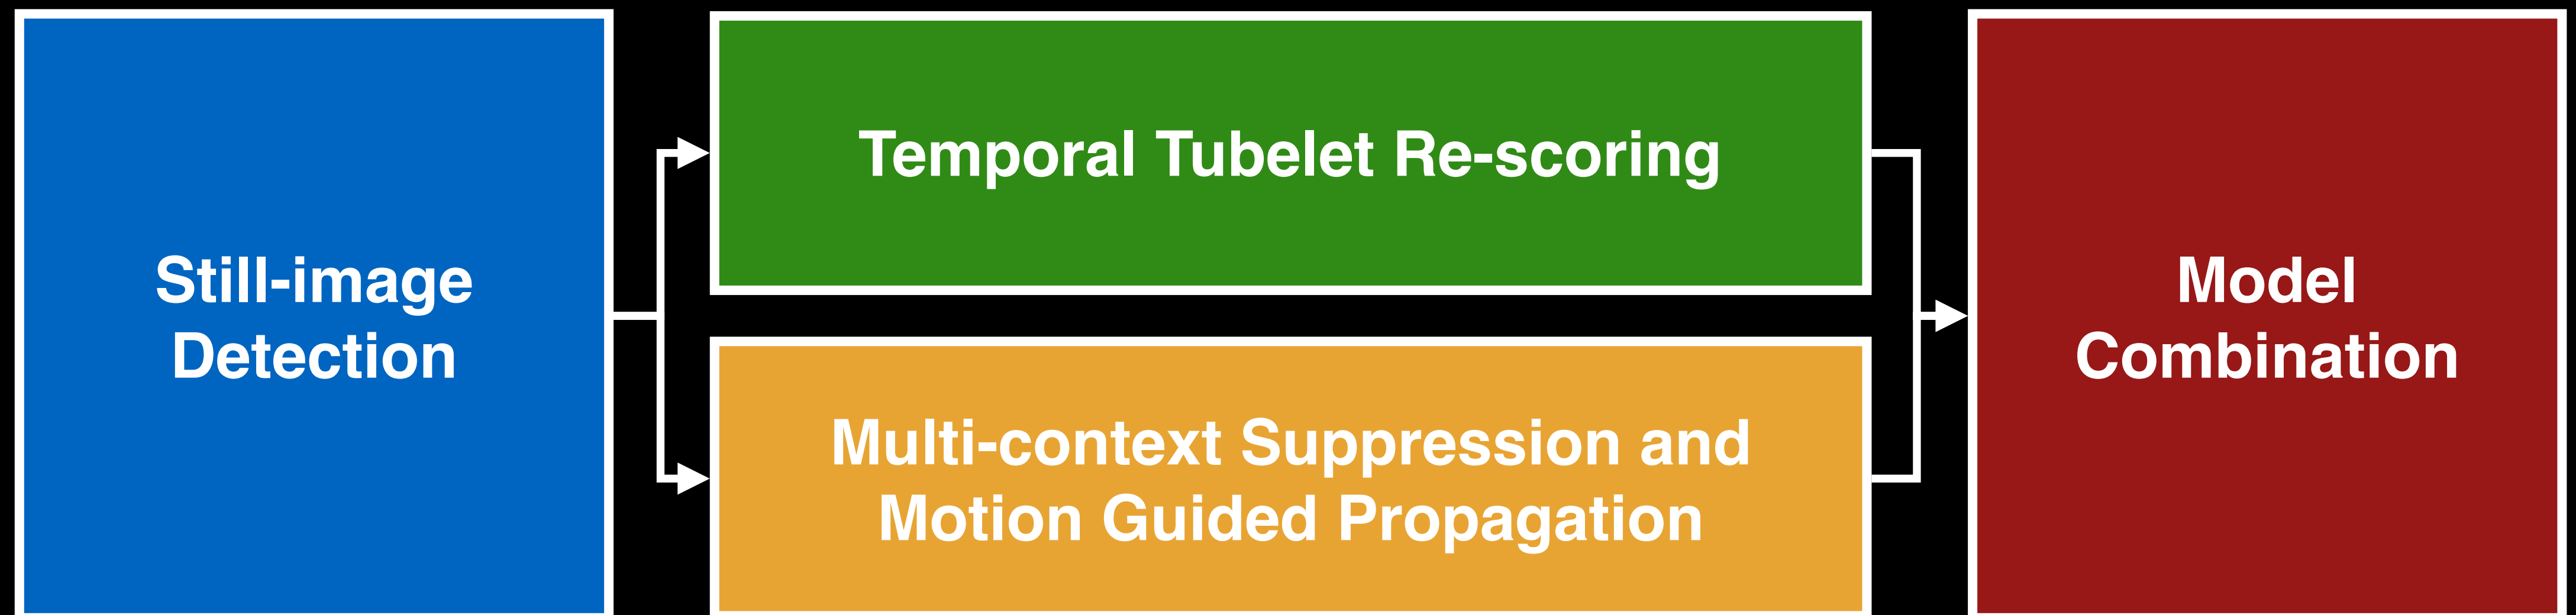 Still-image
Detection
Temporal Tubelet Re-scoring
Multi-context Suppression and
Motion Guided Propagation
Model
Combination